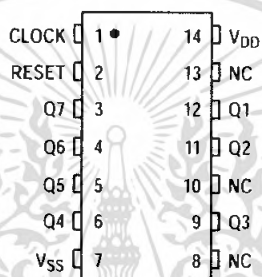 CLOCK 1 14 VDD
RESET 2 13 NC
Q7 3 12 Q1
Q6 4 11 Q2
Q5 5 10 NC
Q4 6 9 Q3
VSS 7 8 NC